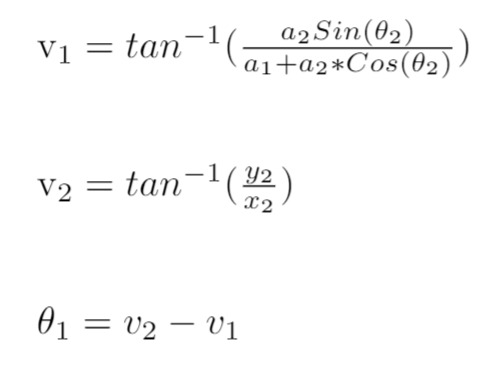 v₁ = tan⁻¹(a₂Sin(θ₂)/a₁+a₂*Cos(θ₂))
v₂ = tan⁻¹(y₂/x₂)
θ₁ = v₂ − v₁